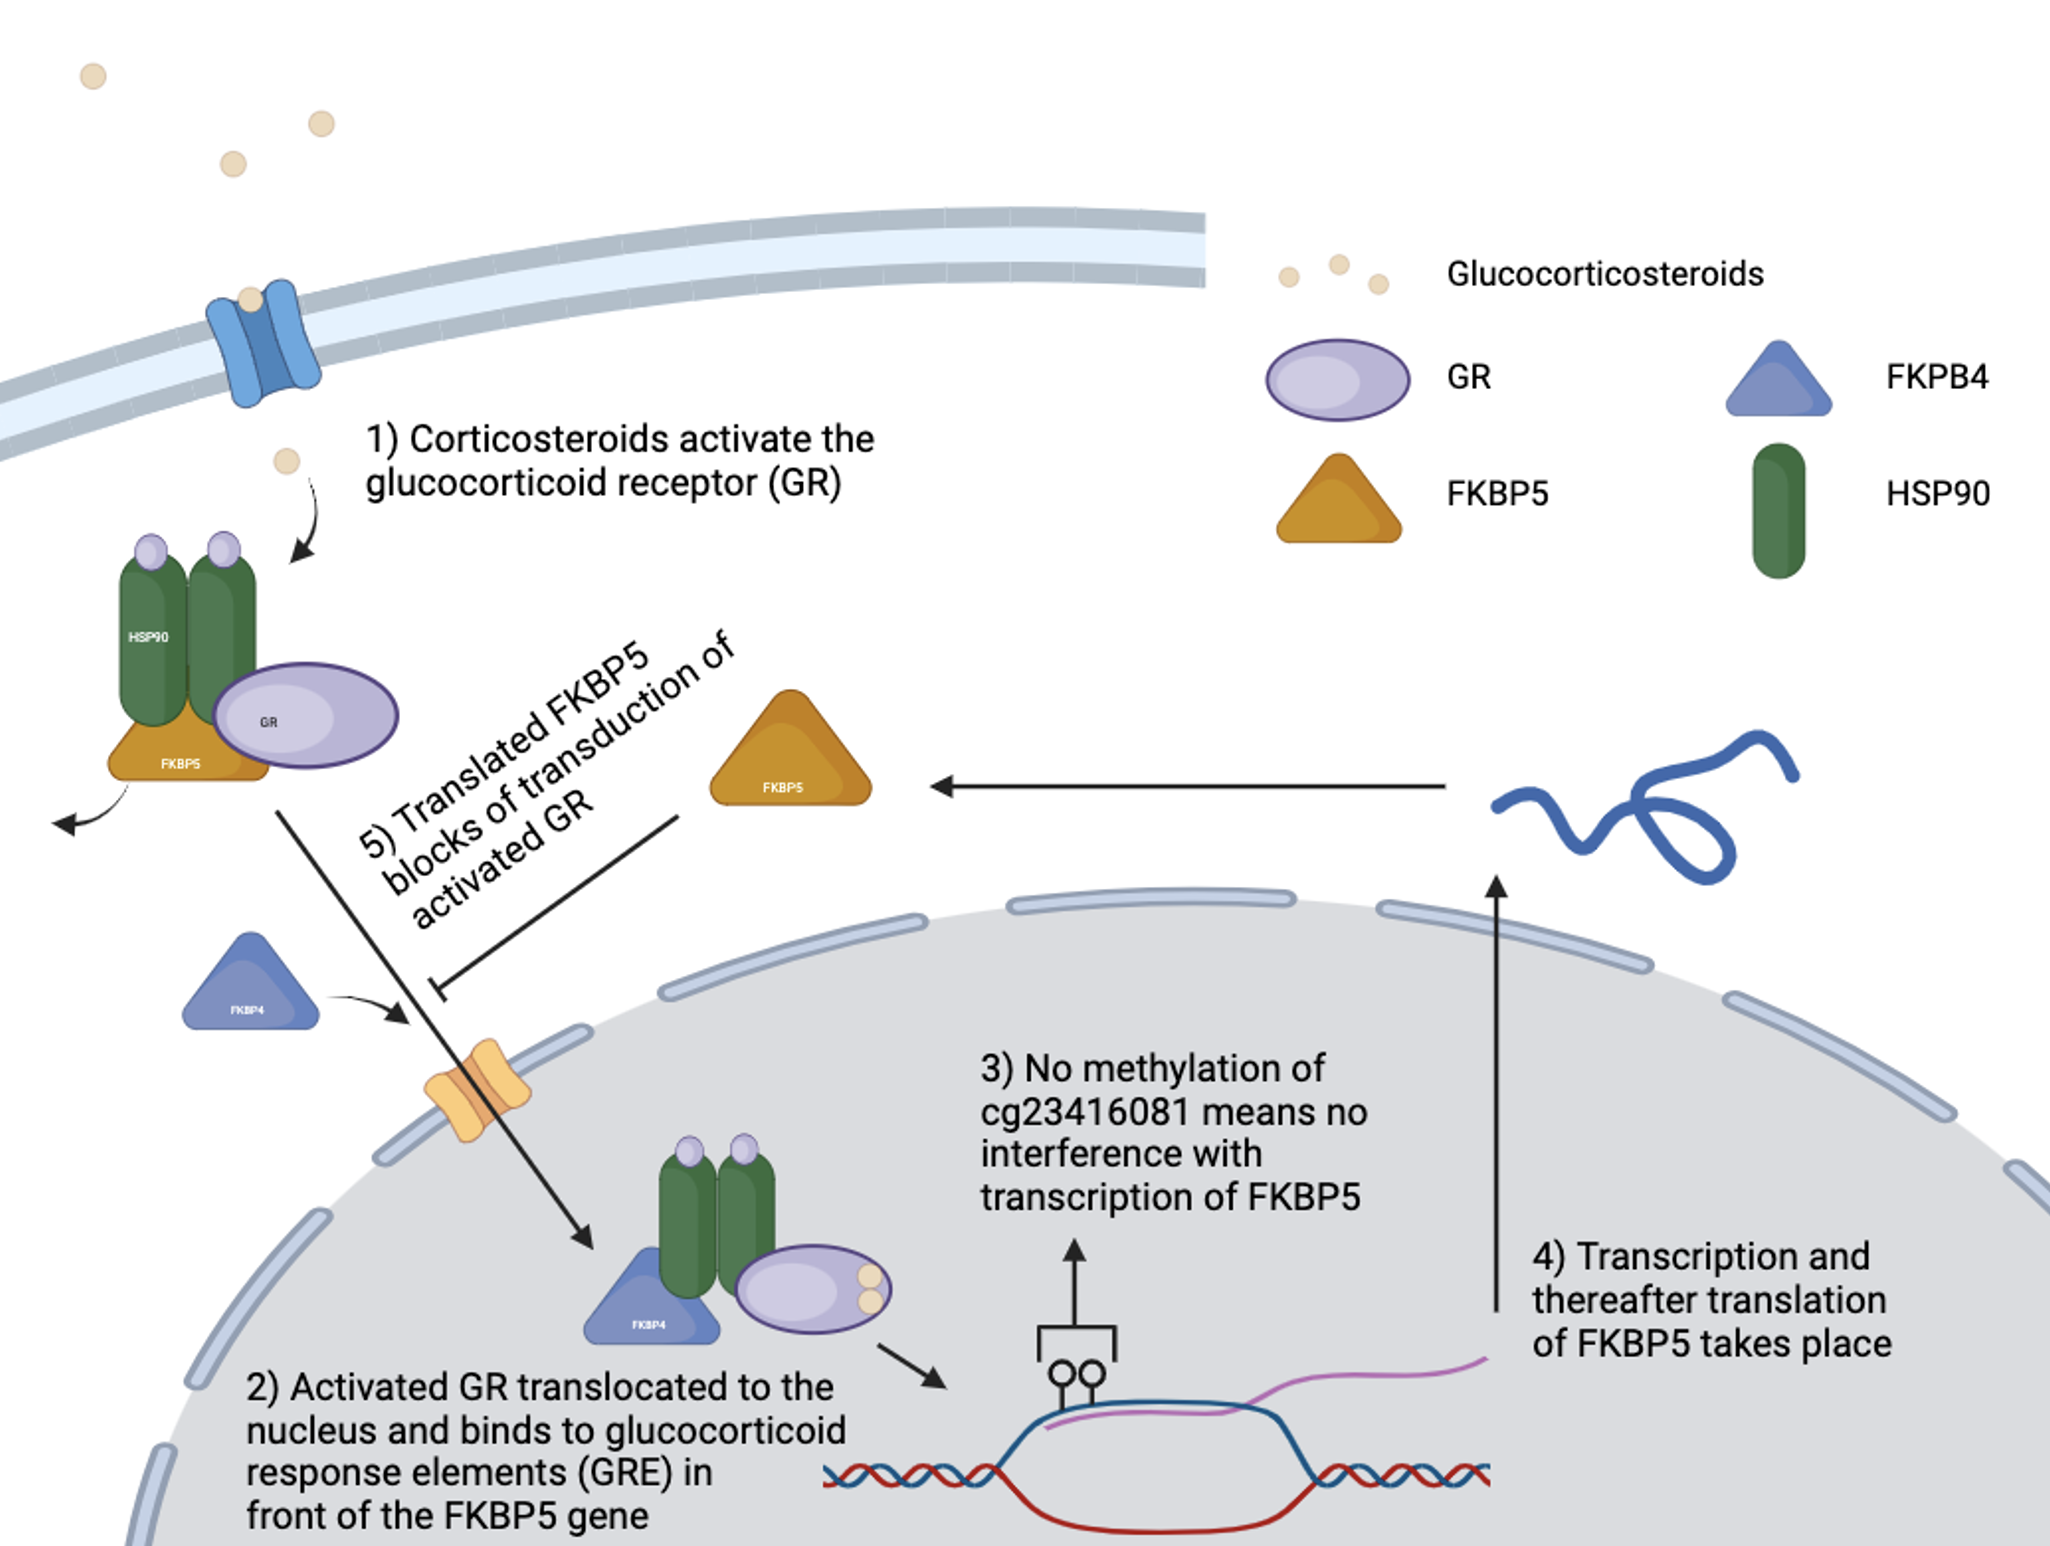 Glucocorticosteroids
GR
FKPB4
FKBP5
HSP90
1) Corticosteroids activate the
glucocorticoid receptor (GR)
HSP90
GR
FKBP5
5) Translated FKBP5
blocks of transduction of
activated GR
FKBP5
FKBP4
3) No methylation of
cg23416081 means no
interference with
transcription of FKBP5
FKBP4
4) Transcription and
thereafter translation
of FKBP5 takes place
2) Activated GR translocated to the
nucleus and binds to glucocorticoid
response elements (GRE) in
front of the FKBP5 gene